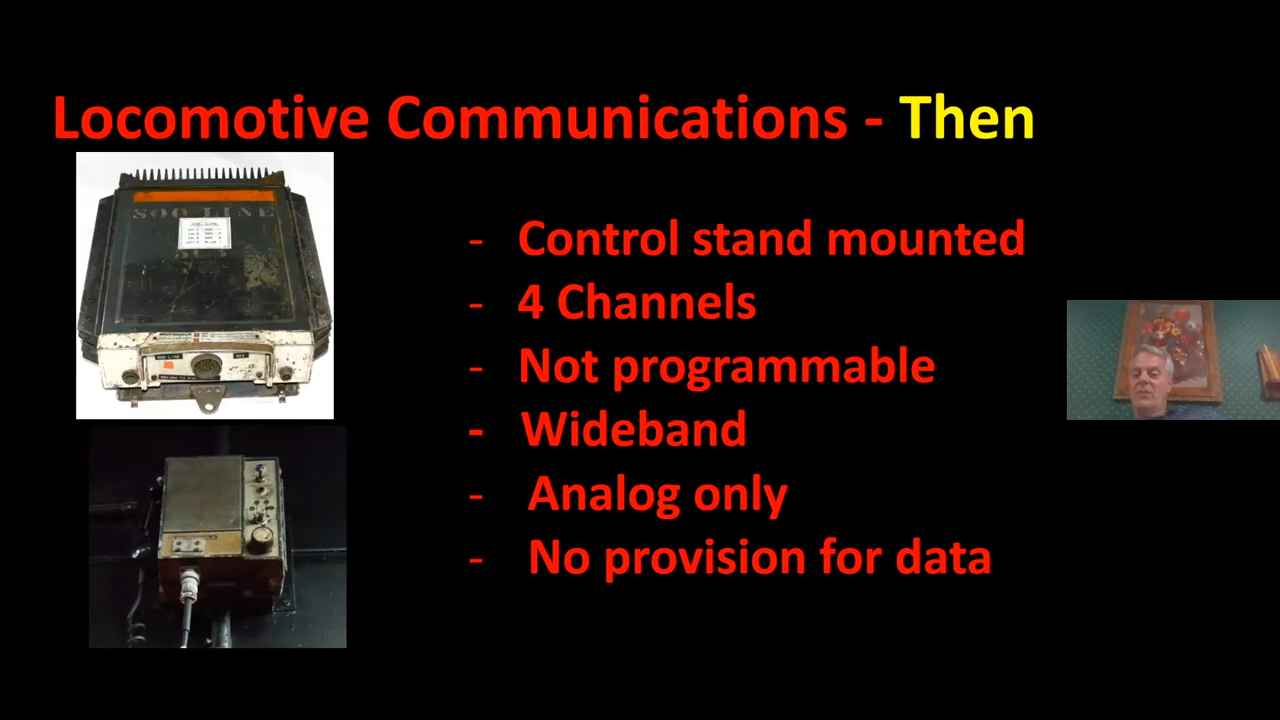 Locomotive Communications - Then
SOO LINE
- Control stand mounted
- 4 Channels
- Not programmable
- Wideband
- Analog only
- No provision for data